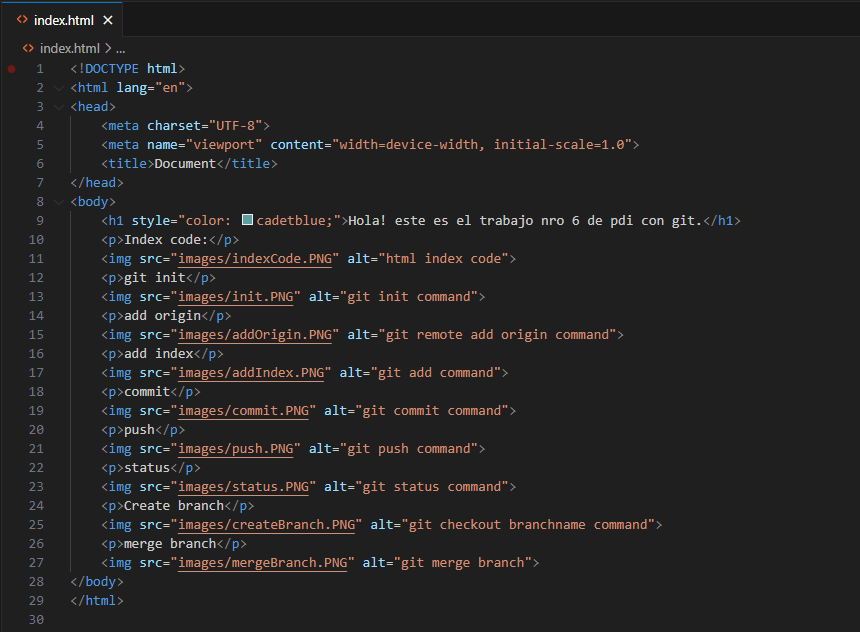 index.html
index.html > ...
1 <!DOCTYPE html>
2 <html lang="en">
3 <head>
4 <meta charset="UTF-8">
5 <meta name="viewport" content="width=device-width, initial-scale=1.0">
6 <title>Document</title>
7 </head>
8 <body>
9 <h1 style="color: cadetblue;">Hola! este es el trabajo nro 6 de pdi con git.</h1>
10 <p>Index code:</p>
11 <img src="images/indexCode.PNG" alt="html index code">
12 <p>git init</p>
13 <img src="images/init.PNG" alt="git init command">
14 <p>add origin</p>
15 <img src="images/addOrigin.PNG" alt="git remote add origin command">
16 <p>add index</p>
17 <img src="images/addIndex.PNG" alt="git add command">
18 <p>commit</p>
19 <img src="images/commit.PNG" alt="git commit command">
20 <p>push</p>
21 <img src="images/push.PNG" alt="git push command">
22 <p>status</p>
23 <img src="images/status.PNG" alt="git status command">
24 <p>Create branch</p>
25 <img src="images/createBranch.PNG" alt="git checkout branchname command">
26 <p>merge branch</p>
27 <img src="images/mergeBranch.PNG" alt="git merge branch">
28 </body>
29 </html>
30